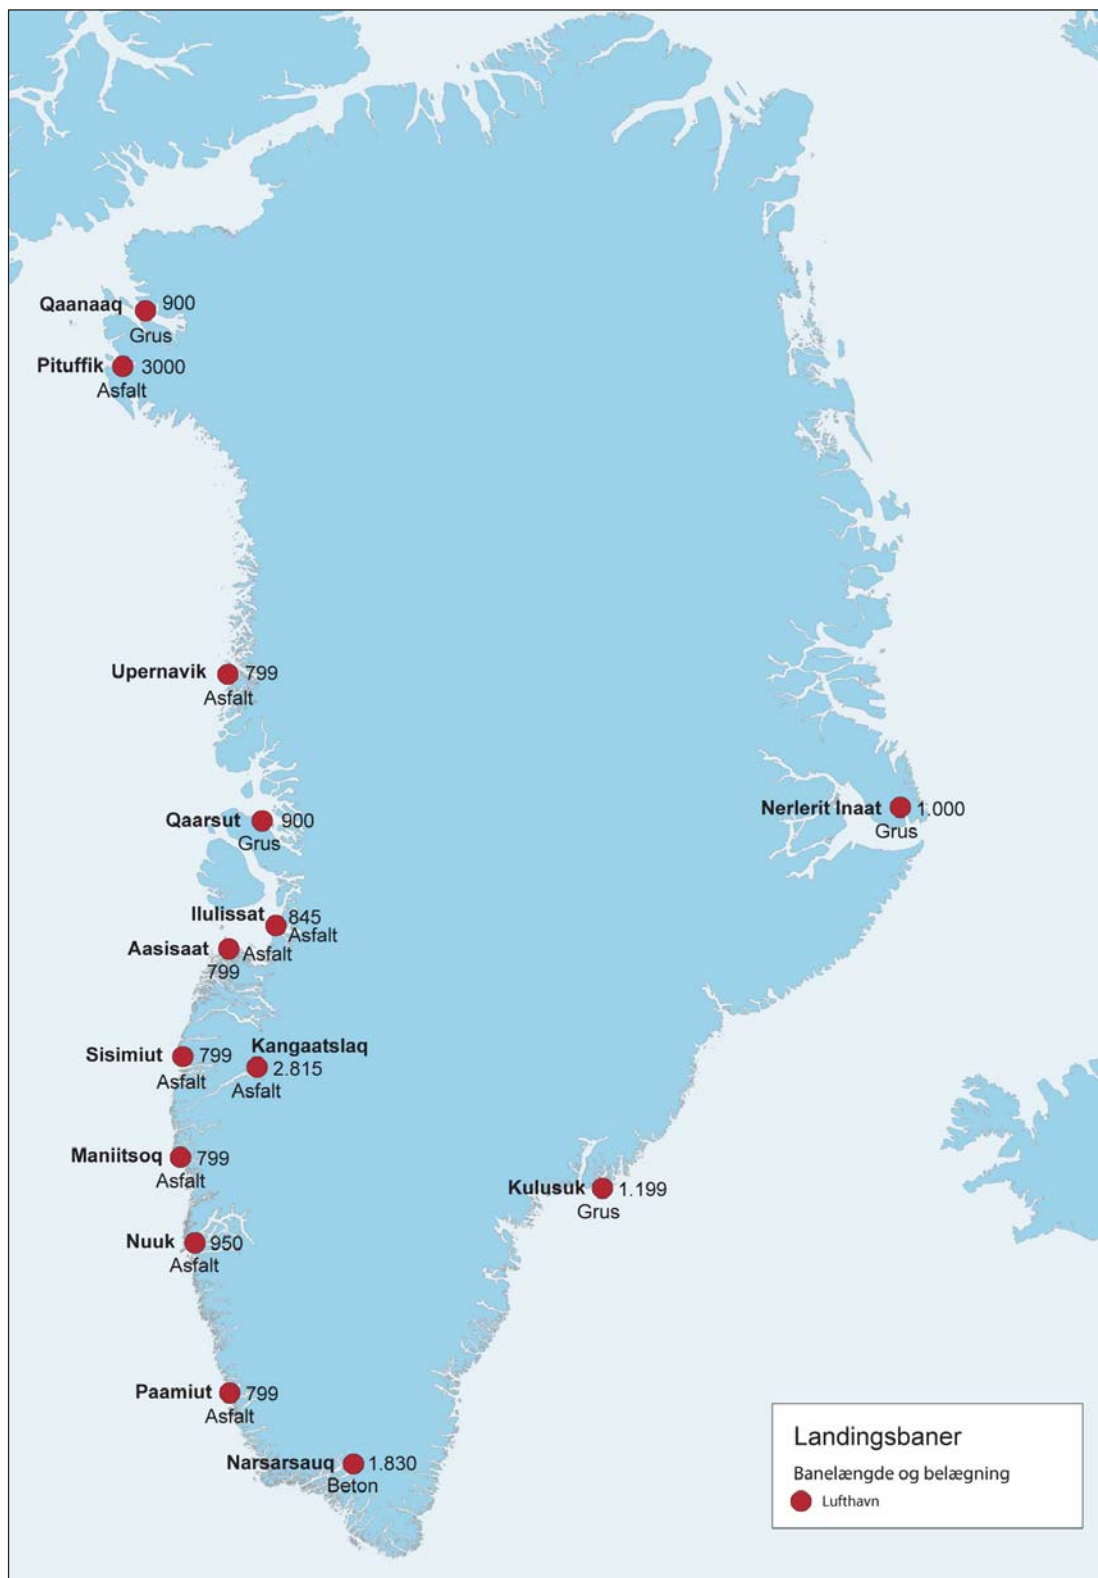 Qaanaaq
900
Grus
Pituffik
3000
Asfalt
Upernavik
799
Asfalt
Qaarsut
900
Grus
Nerlerit Inaat
1.000
Grus
Ilulissat
845
Asfalt
Aasisaat
Asfalt
799
Sisimiut
799
Asfalt
Kangaatslaq
2.815
Asfalt
Maniitsoq
799
Asfalt
Kulusuk
1.199
Grus
Nuuk
950
Asfalt
Paamiut
799
Asfalt
Narsarsauq
1.830
Beton
Landingsbaner
Banelængde og belægning
Lufthavn